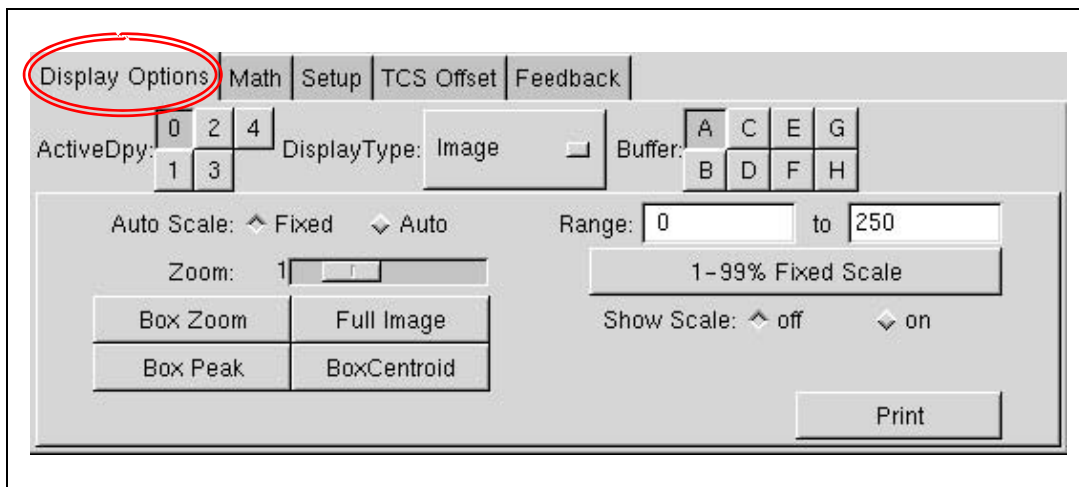 Display Options Math Setup TCS Offset Feedback
ActiveDpy: 0 2 4 DisplayType: Image Buffer: A C E G
1 3 B D F H
Auto Scale: Fixed Auto Range: 0 to 250
Zoom: 1 1-99% Fixed Scale
Box Zoom Full Image Show Scale: off on
Box Peak BoxCentroid
Print